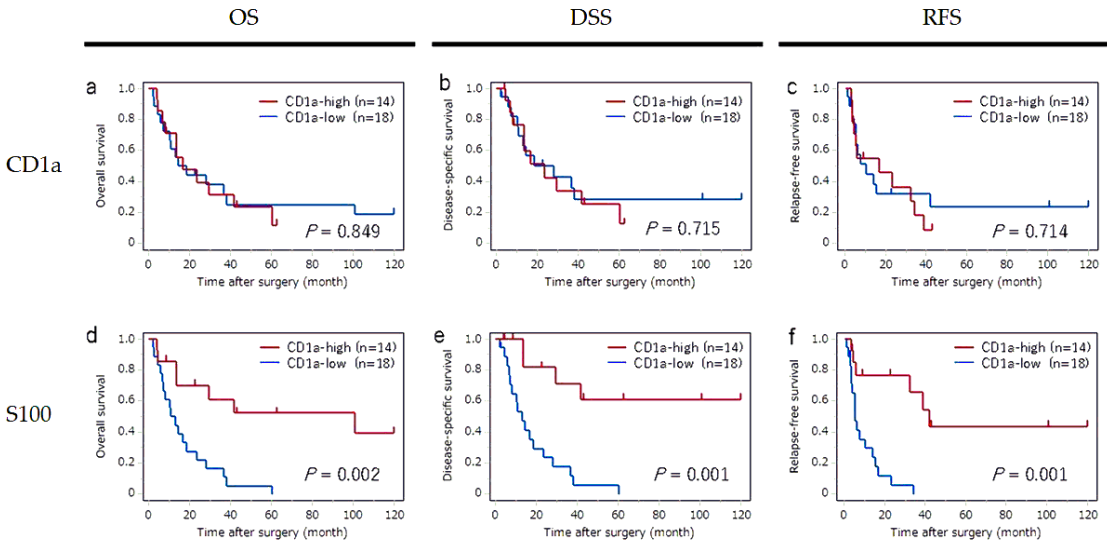 OS DSS RFS
CD1a
a
1.0
0.8
0.6
0.4
0.2
0
Overall survival
CD1a-high (n=14)
CD1a-low (n=18)
P = 0.849
0 20 40 60 80 100 120
Time after surgery (month)
b
1.0
0.8
0.6
0.4
0.2
0
Disease-specific survival
CD1a-high (n=14)
CD1a-low (n=18)
P = 0.715
0 20 40 60 80 100 120
Time after surgery (month)
c
1.0
0.8
0.6
0.4
0.2
0
Relapse-free survival
CD1a-high (n=14)
CD1a-low (n=18)
P = 0.714
0 20 40 60 80 100 120
Time after surgery (month)
S100
d
1.0
0.8
0.6
0.4
0.2
0
Overall survival
CD1a-high (n=14)
CD1a-low (n=18)
P = 0.002
0 20 40 60 80 100 120
Time after surgery (month)
e
1.0
0.8
0.6
0.4
0.2
0
Disease-specific survival
CD1a-high (n=14)
CD1a-low (n=18)
P = 0.001
0 20 40 60 80 100 120
Time after surgery (month)
f
1.0
0.8
0.6
0.4
0.2
0
Relapse-free survival
CD1a-high (n=14)
CD1a-low (n=18)
P = 0.001
0 20 40 60 80 100 120
Time after surgery (month)